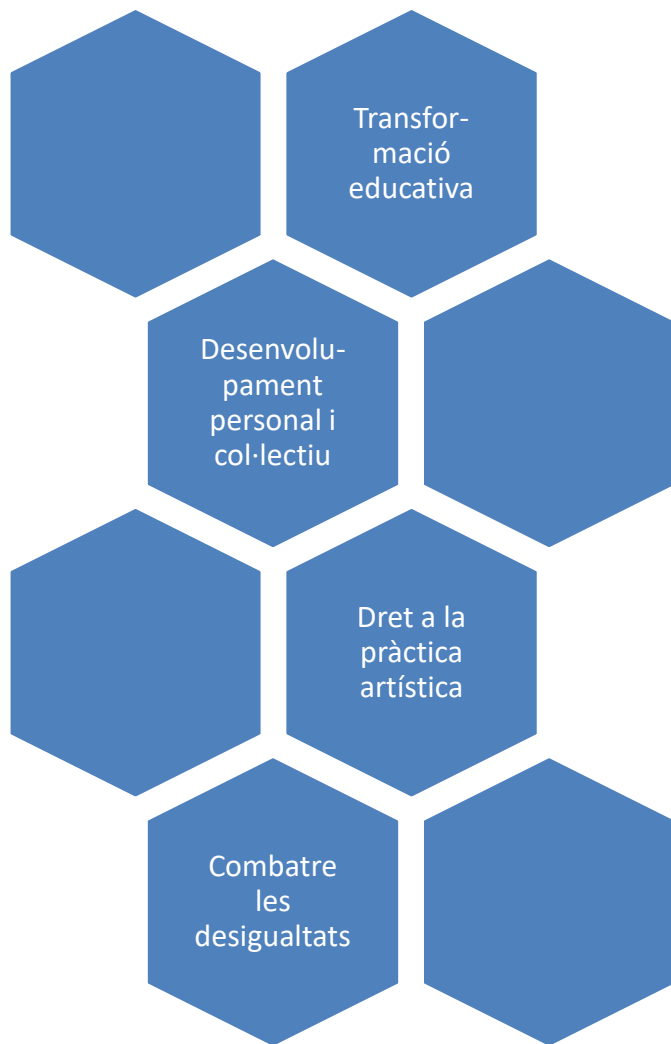 Transfor-
mació
educativa
Desenvolu-
pament
personal i
col·lectiu
Dret a la
pràctica
artística
Combatre
les
desigualtats